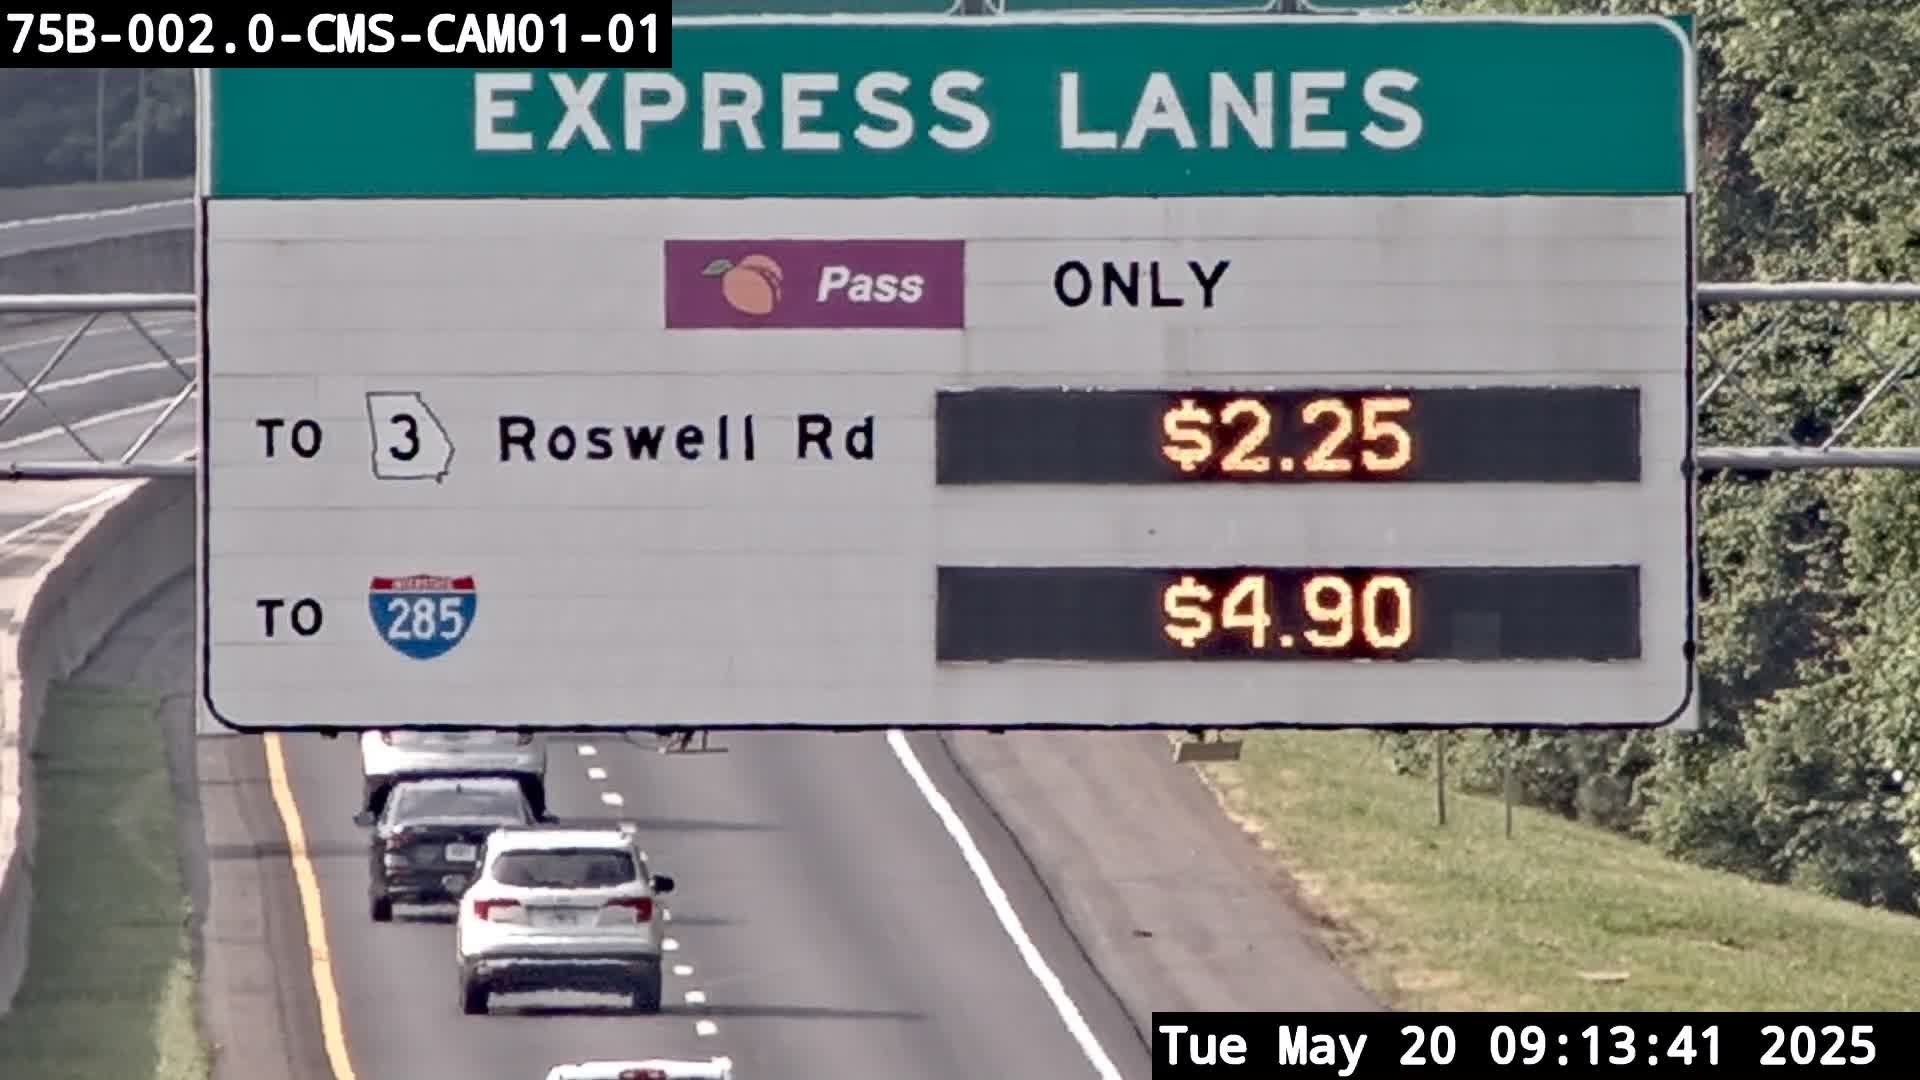 75B-002.0-CMS-CAM01-01
EXPRESS LANES
Pass ONLY
TO 3 Roswell Rd $2.25
INTERSTATE
TO 285 $4.90
Tue May 20 09:13:41 2025